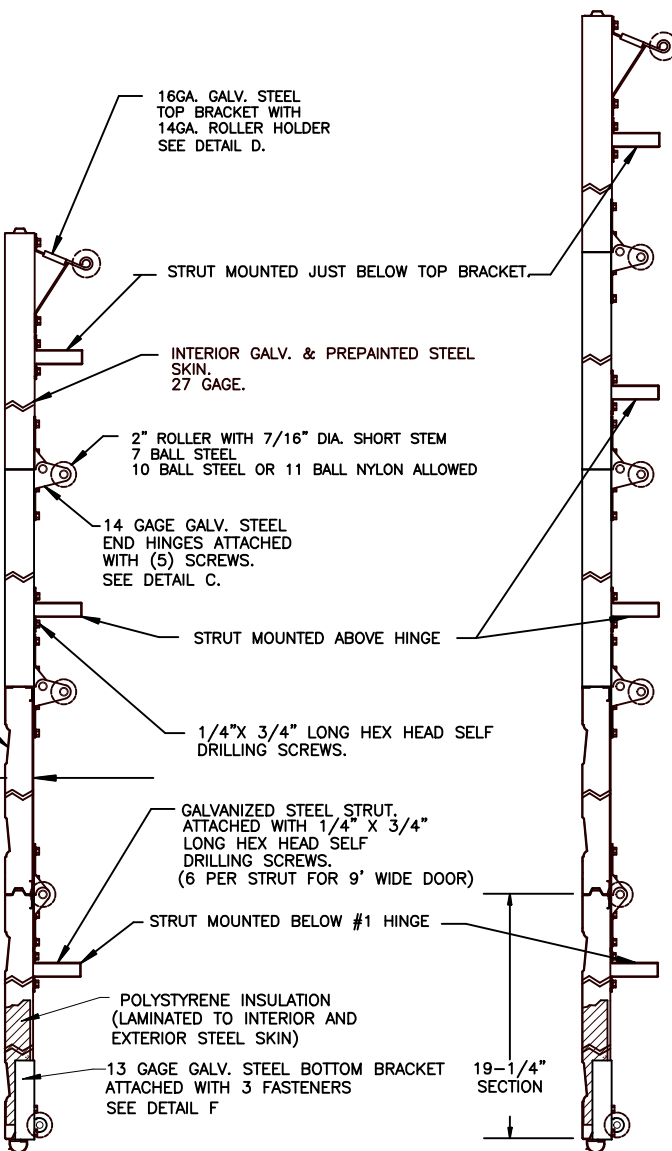 16GA. GALV. STEEL
TOP BRACKET WITH
14GA. ROLLER HOLDER
SEE DETAIL D.
STRUT MOUNTED JUST BELOW TOP BRACKET.
INTERIOR GALV. & PREPAINTED STEEL
SKIN.
27 GAGE.
2" ROLLER WITH 7/16" DIA. SHORT STEM
7 BALL STEEL
10 BALL STEEL OR 11 BALL NYLON ALLOWED
14 GAGE GALV. STEEL
END HINGES ATTACHED
WITH (5) SCREWS.
SEE DETAIL C.
STRUT MOUNTED ABOVE HINGE
1/4"X 3/4" LONG HEX HEAD SELF
DRILLING SCREWS.
GALVANIZED STEEL STRUT.
ATTACHED WITH 1/4" X 3/4"
LONG HEX HEAD SELF
DRILLING SCREWS.
(6 PER STRUT FOR 9' WIDE DOOR)
STRUT MOUNTED BELOW #1 HINGE
POLYSTYRENE INSULATION
(LAMINATED TO INTERIOR AND
EXTERIOR STEEL SKIN)
13 GAGE GALV. STEEL BOTTOM BRACKET
ATTACHED WITH 3 FASTENERS
SEE DETAIL F
19-1/4"
SECTION